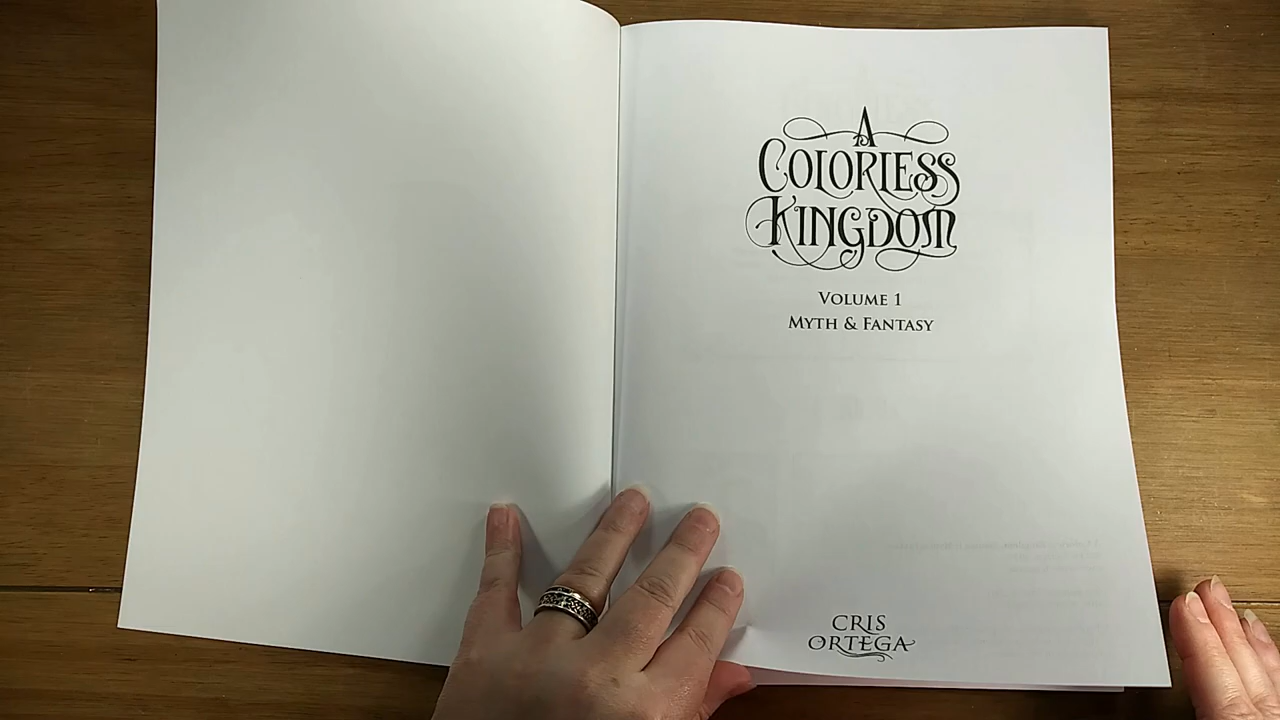 A
COLORLESS
KINGDOM
VOLUME 1
MYTH & FANTASY
CRIS
ORTEGA